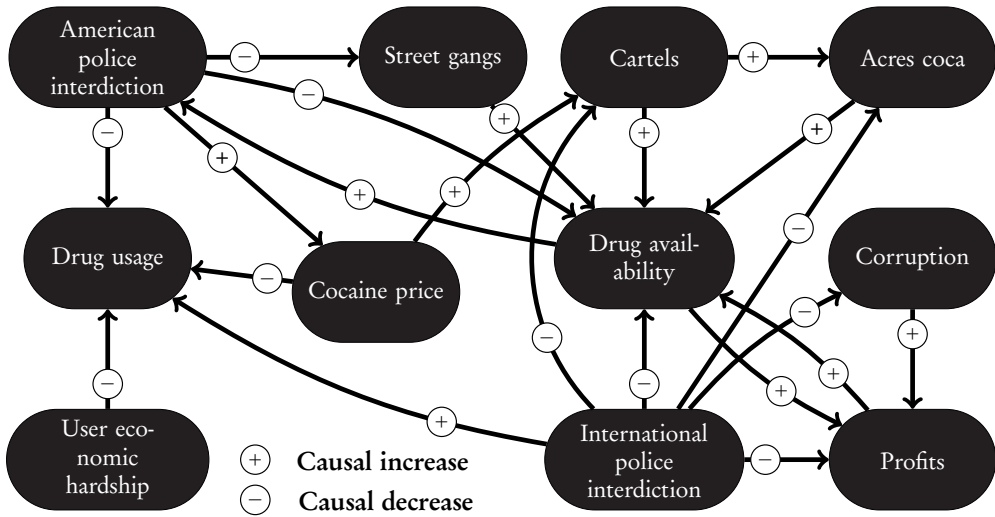 American
police
interdiction
Street gangs
Cartels
Acres coca
Drug usage
Cocaine price
Drug avail-
ability
Corruption
User eco-
nomic
hardship
International
police
interdiction
Profits
− + − + + + + + − − − − − + + − + − + − −
+ Causal increase
− Causal decrease